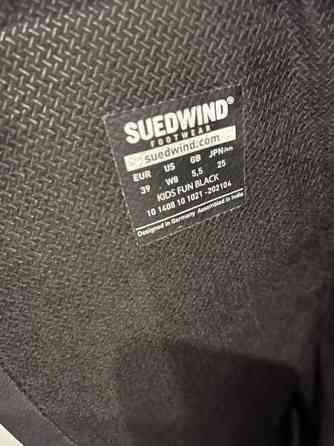 SUEDWIND®
FOOTWEAR
suedwind.com
EUR US GB JPN/cm
39 W8 5,5 25
KIDS FUN BLACK
10 1408 10 1021 -202104
Designed in Germany Assembled in India